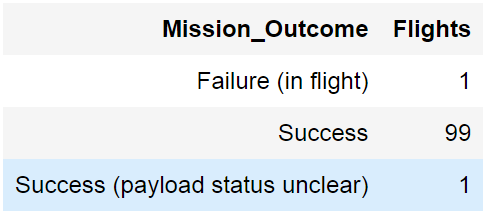 Mission_Outcome Flights
Failure (in flight) 1
Success 99
Success (payload status unclear) 1